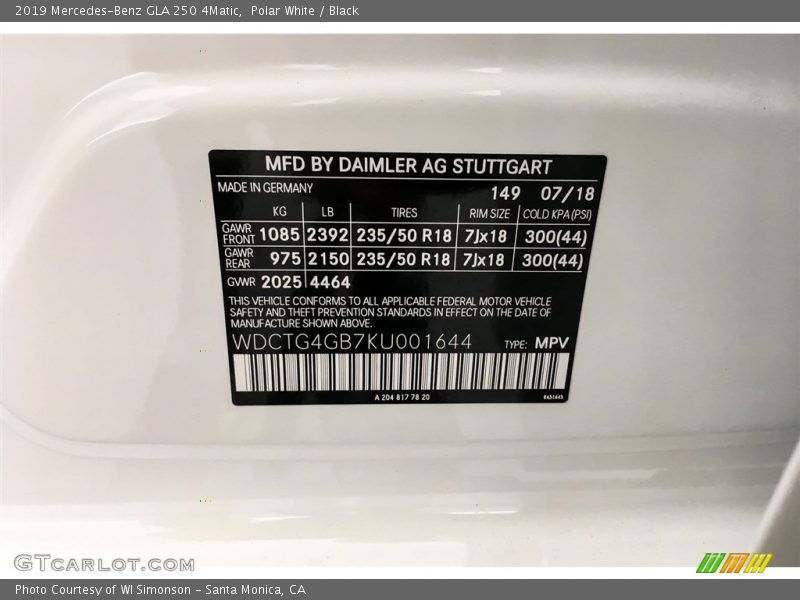 2019 Mercedes-Benz GLA 250 4Matic,  Polar White / Black
MFD BY DAIMLER AG STUTTGART
MADE IN GERMANY 149 07/18
KG LB TIRES RIM SIZE COLD KPA (PSI)
GAWR FRONT 1085 2392 235/50 R18 7Jx18 300(44)
GAWR REAR 975 2150 235/50 R18 7Jx18 300(44)
GVWR 2025 4464
THIS VEHICLE CONFORMS TO ALL APPLICABLE FEDERAL MOTOR VEHICLE
SAFETY AND THEFT PREVENTION STANDARDS IN EFFECT ON THE DATE OF
MANUFACTURE SHOWN ABOVE.
WDCTG4GB7KU001644 TYPE: MPV
A 204 817 78 20
GTCARLOT.COM
Photo Courtesy of WI Simonson - Santa Monica, CA